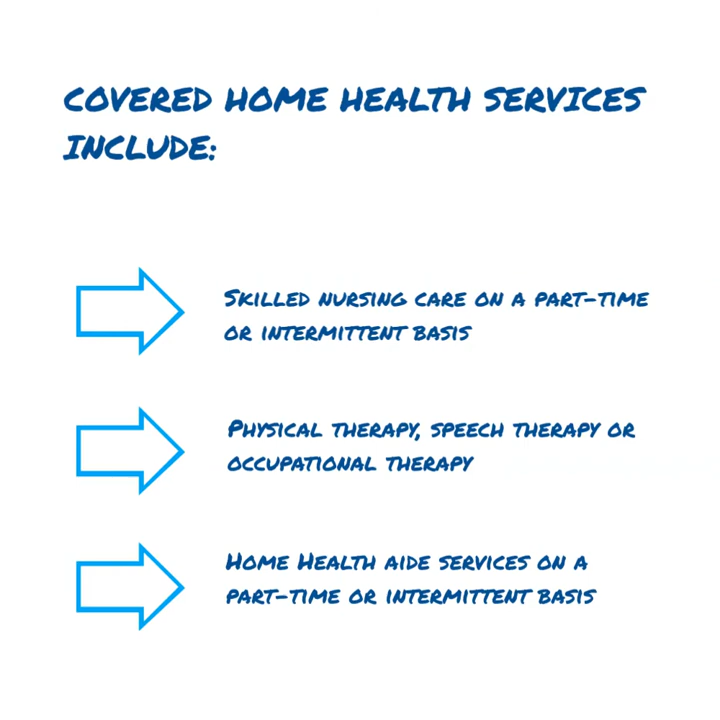 COVERED HOME HEALTH SERVICES
INCLUDE:
SKILLED NURSING CARE ON A PART-TIME
OR INTERMITTENT BASIS
PHYSICAL THERAPY, SPEECH THERAPY OR
OCCUPATIONAL THERAPY
HOME HEALTH AIDE SERVICES ON A
PART-TIME OR INTERMITTENT BASIS